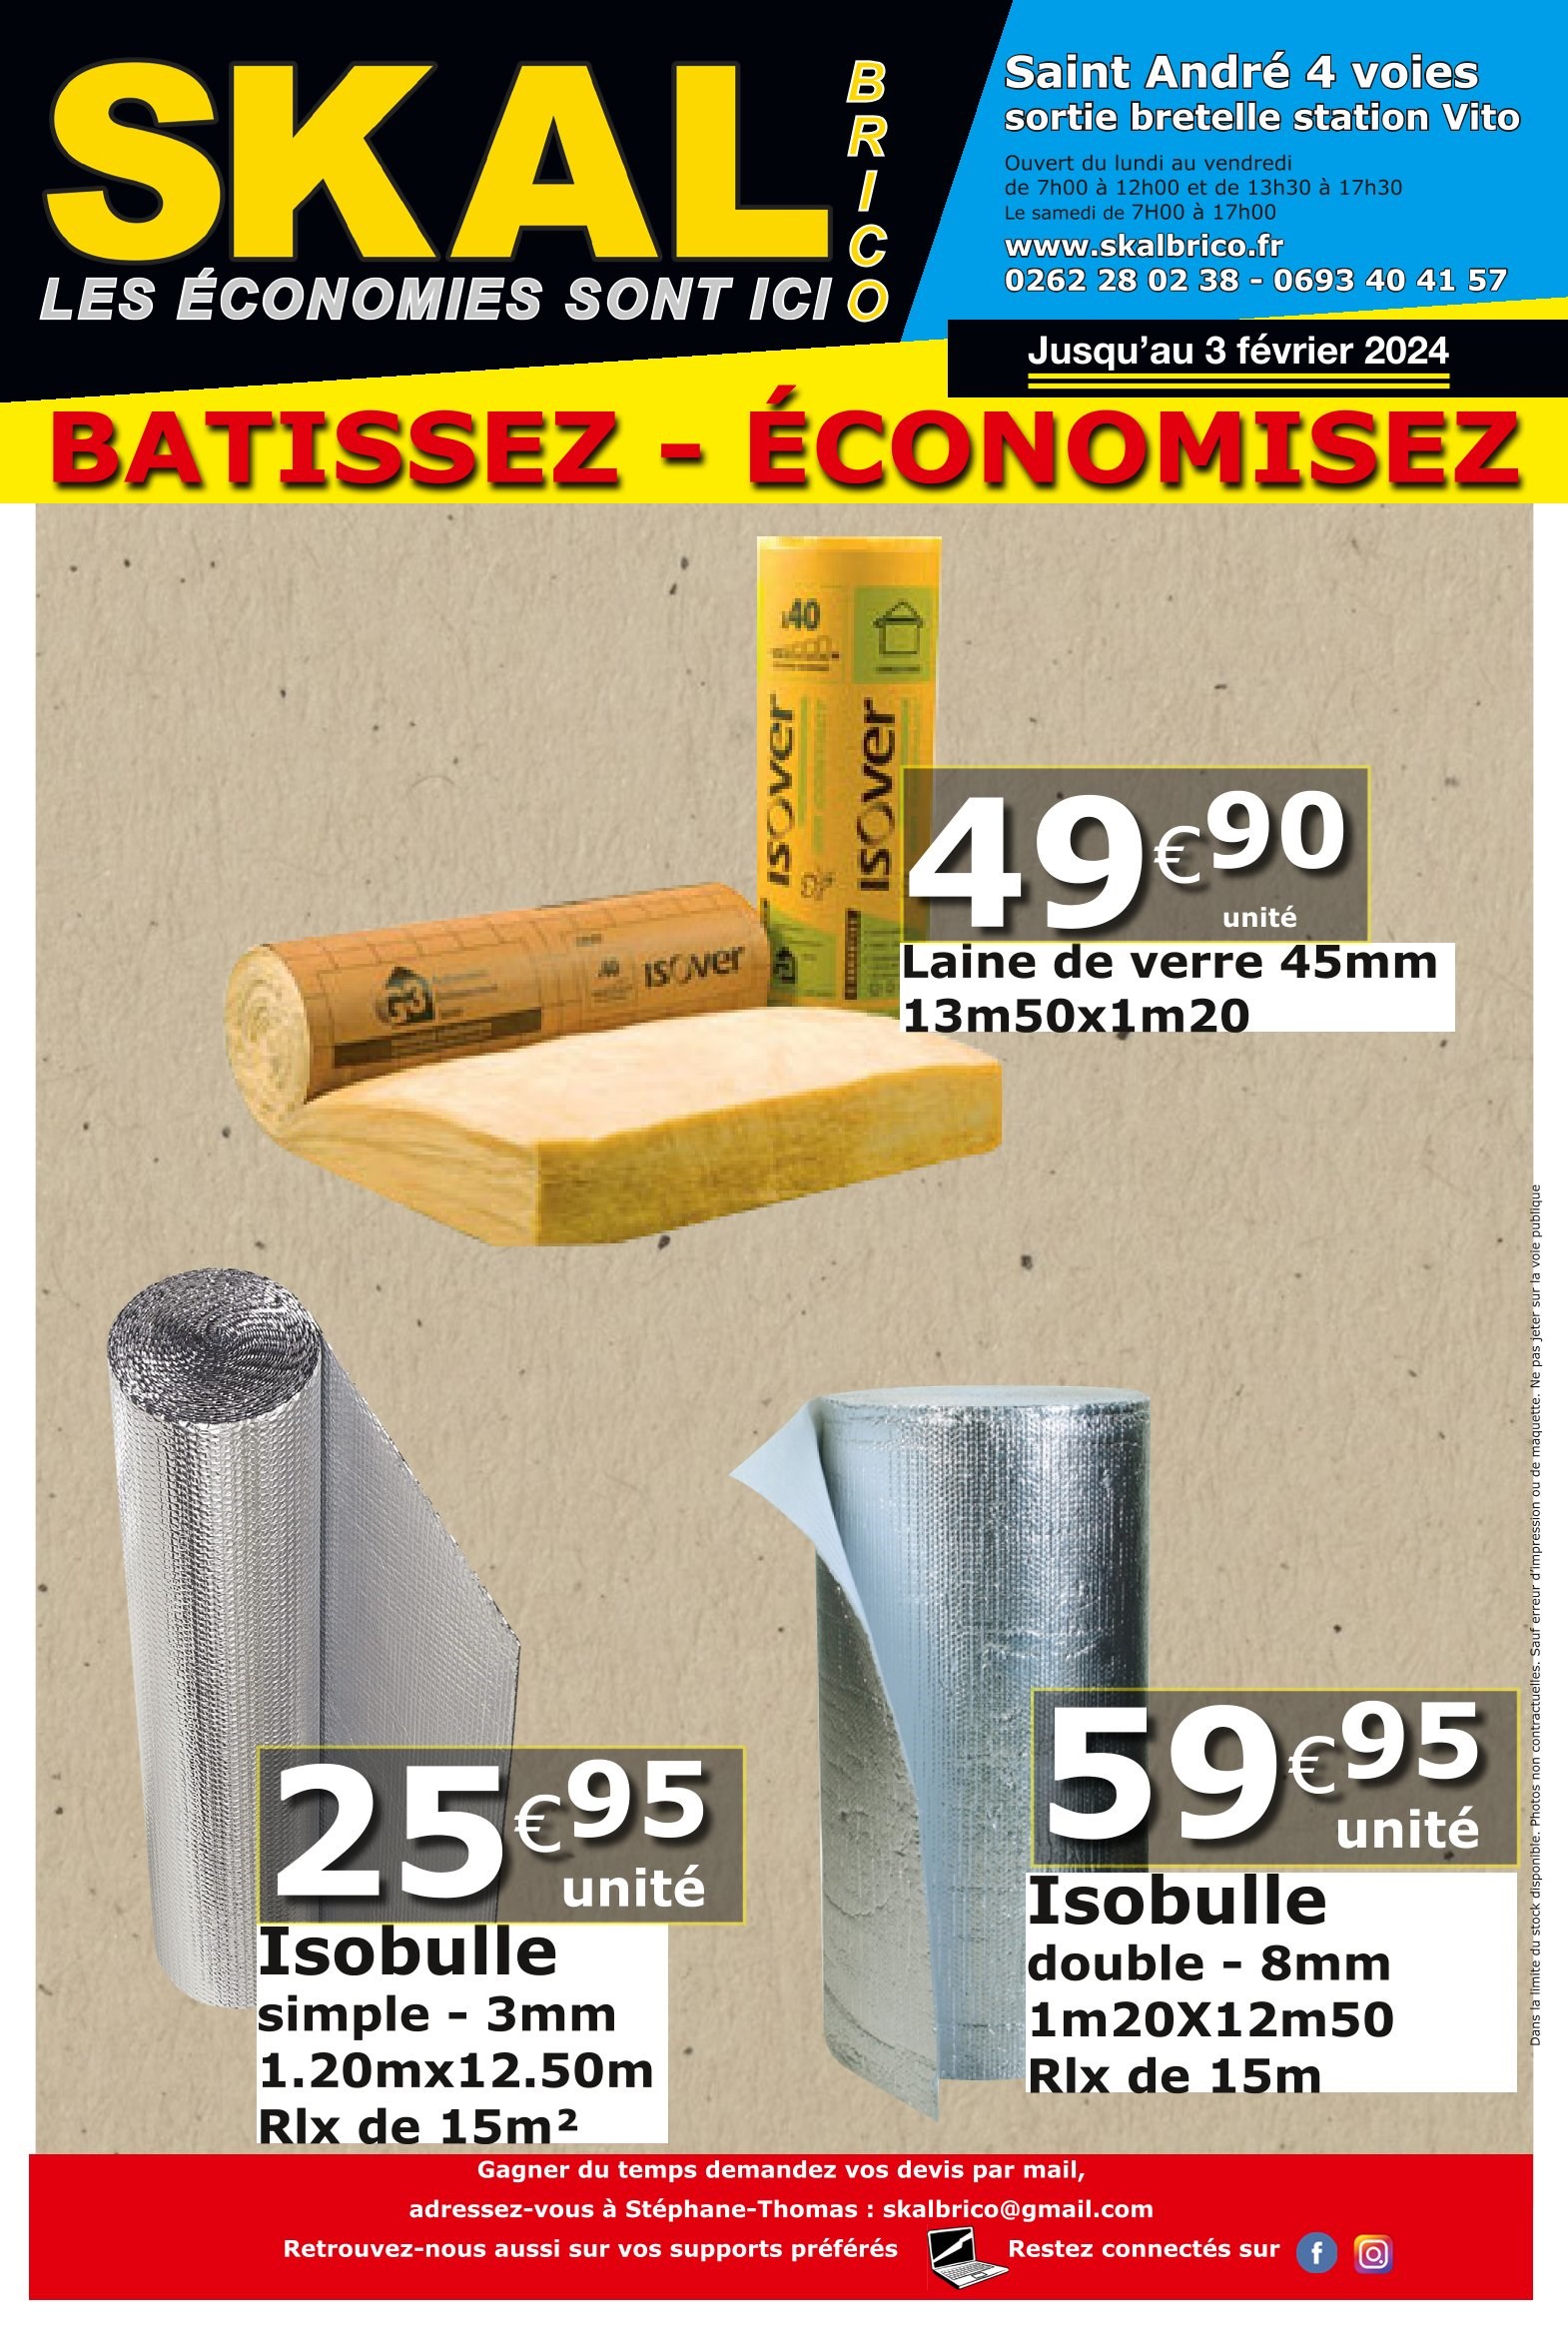 SKAL
BRICO
LES ÉCONOMIES SONT ICI
Saint André 4 voies
sortie bretelle station Vito
Ouvert du lundi au vendredi
de 7h00 à 12h00 et de 13h30 à 17h30
Le samedi de 7H00 à 17h00
www.skalbrico.fr
0262 28 02 38 - 0693 40 41 57
Jusqu'au 3 février 2024
BATISSEZ - ÉCONOMISEZ
40
isover
isover
isover
49€90
unité
Laine de verre 45mm
13m50x1m20
25€95
unité
Isobulle
simple - 3mm
1.20mx12.50m
Rlx de 15m²
59€95
unité
Isobulle
double - 8mm
1m20X12m50
Rlx de 15m
Dans la limite du stock disponible. Photos non contractuelles. Sauf erreur d'impression ou de maquette. Ne pas jeter sur la voie publique
Gagner du temps demandez vos devis par mail,
adressez-vous à Stéphane-Thomas : skalbrico@gmail.com
Retrouvez-nous aussi sur vos supports préférés Restez connectés sur f